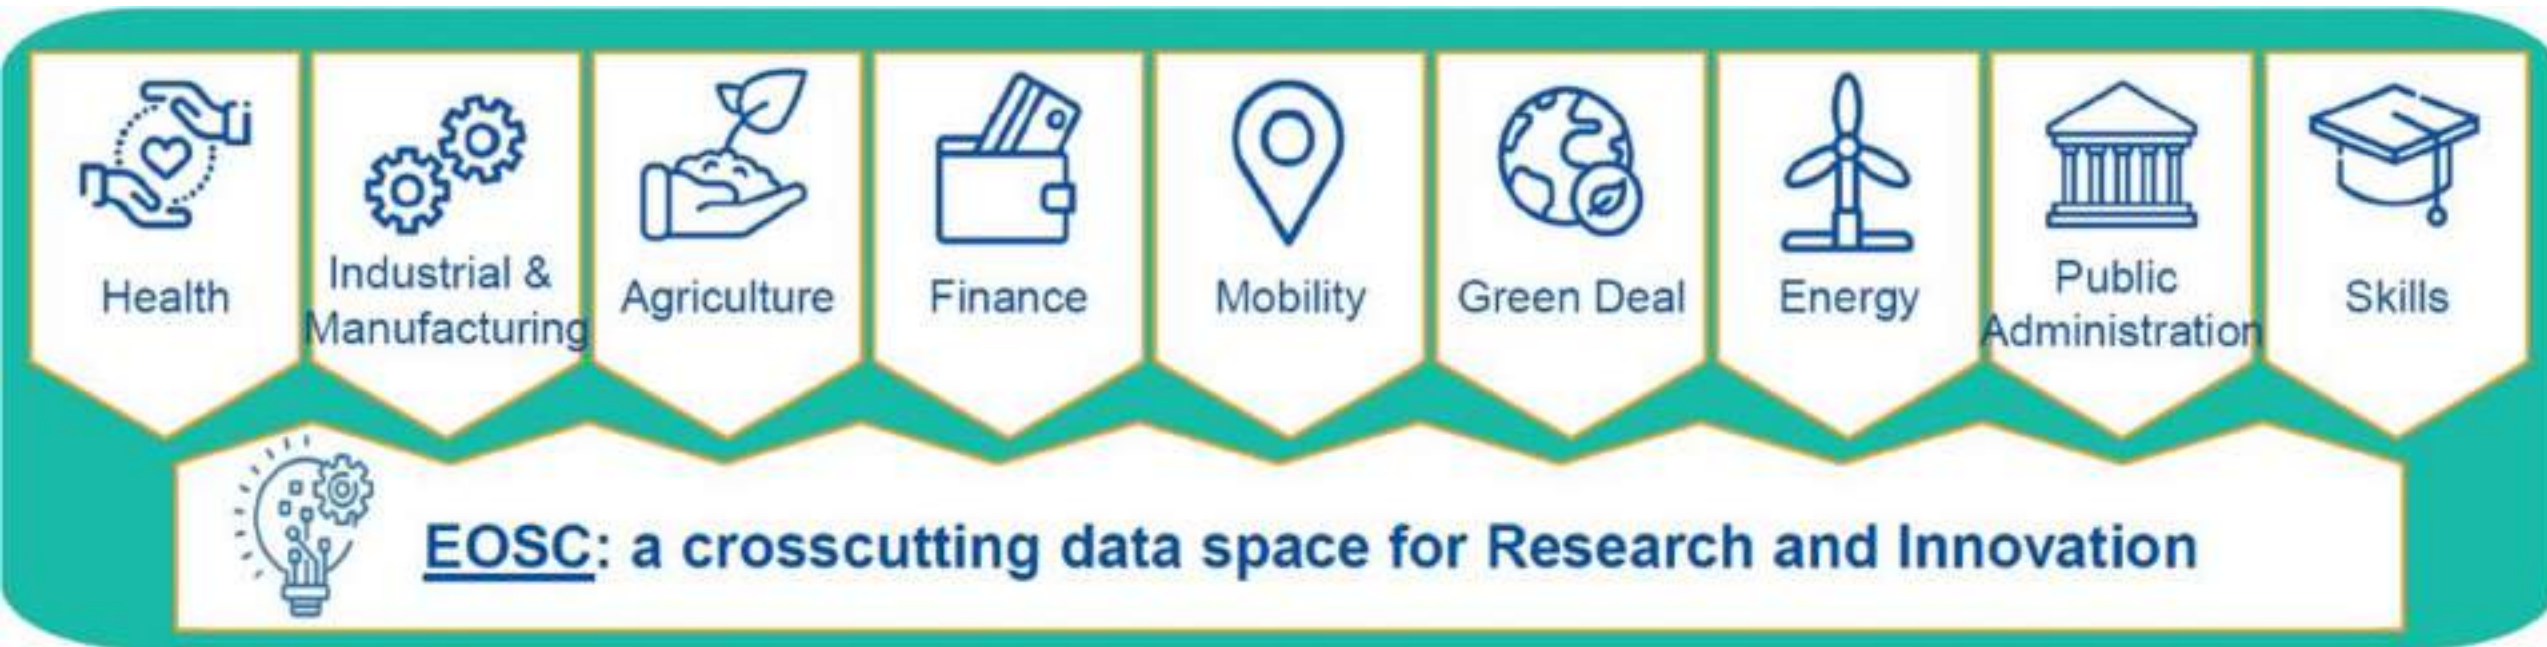 Health
Industrial &
Manufacturing
Agriculture
Finance
Mobility
Green Deal
Energy
Public
Administration
Skills
EOSC: a crosscutting data space for Research and Innovation